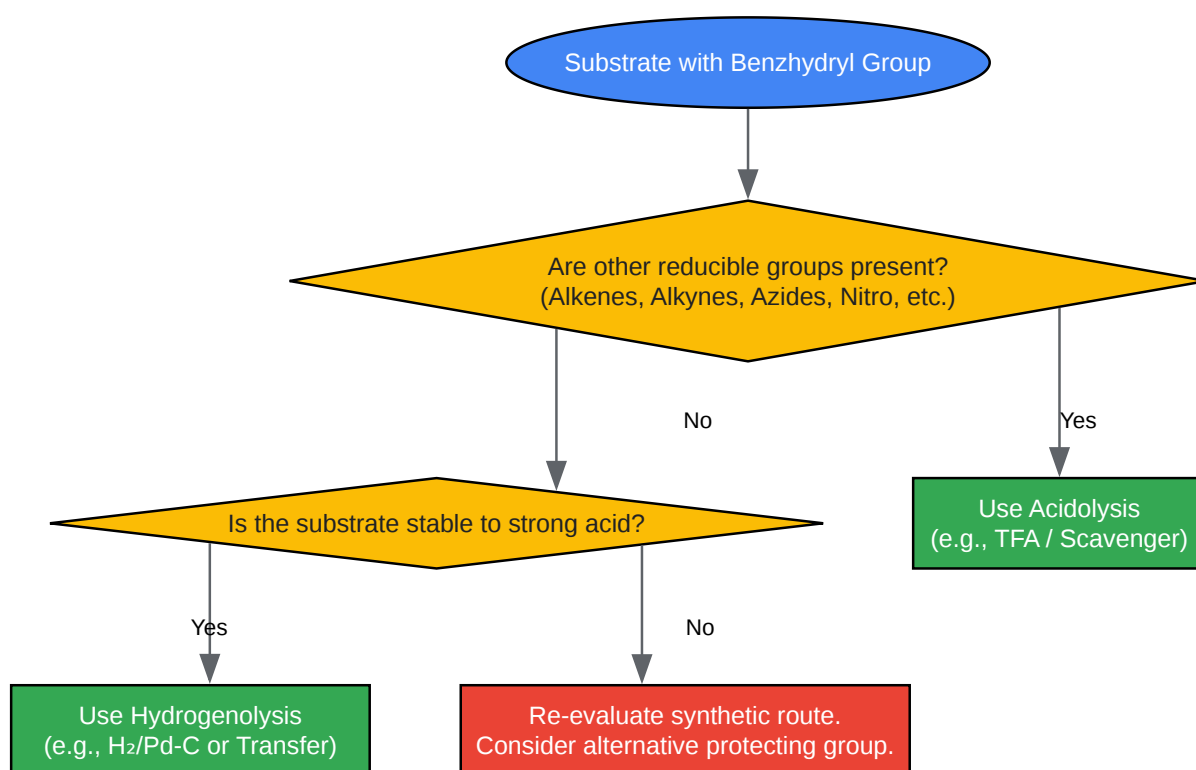 Substrate with Benzhydryl Group
Are other reducible groups present?
(Alkenes, Alkynes, Azides, Nitro, etc.)
No
Yes
Is the substrate stable to strong acid?
Use Acidolysis
(e.g., TFA / Scavenger)
Yes
No
Use Hydrogenolysis
(e.g., H₂/Pd-C or Transfer)
Re-evaluate synthetic route.
Consider alternative protecting group.